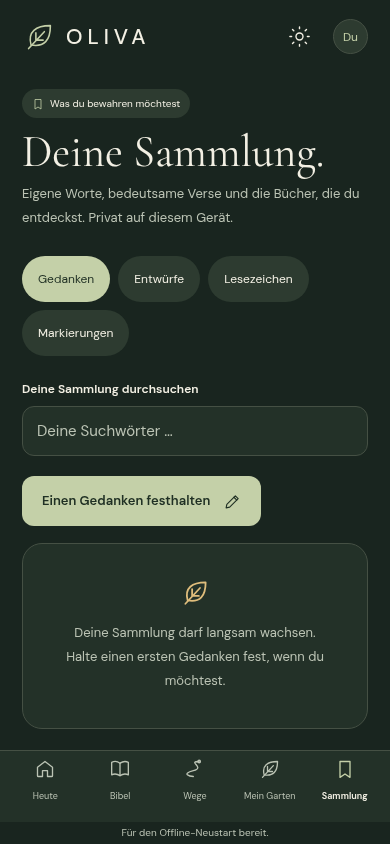 OLIVA
Du
Was du bewahren möchtest
Deine Sammlung.
Eigene Worte, bedeutsame Verse und die Bücher, die du
entdeckst. Privat auf diesem Gerät.
Gedanken
Entwürfe
Lesezeichen
Markierungen
Deine Sammlung durchsuchen
Deine Suchwörter ...
Einen Gedanken festhalten
Deine Sammlung darf langsam wachsen.
Halte einen ersten Gedanken fest, wenn du
möchtest.
Heute
Bibel
Wege
Mein Garten
Sammlung
Für den Offline-Neustart bereit.